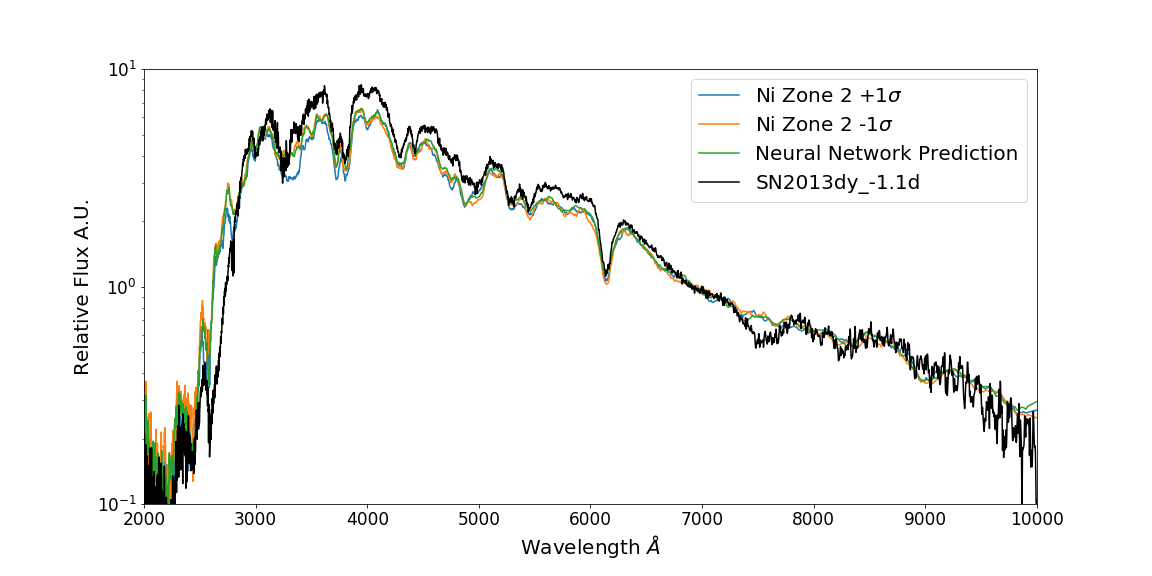 10^1
10^0
10^-1
Relative Flux A.U.
Ni Zone 2 +1σ
Ni Zone 2 -1σ
Neural Network Prediction
SN2013dy_-1.1d
2000 3000 4000 5000 6000 7000 8000 9000 10000
Wavelength Å